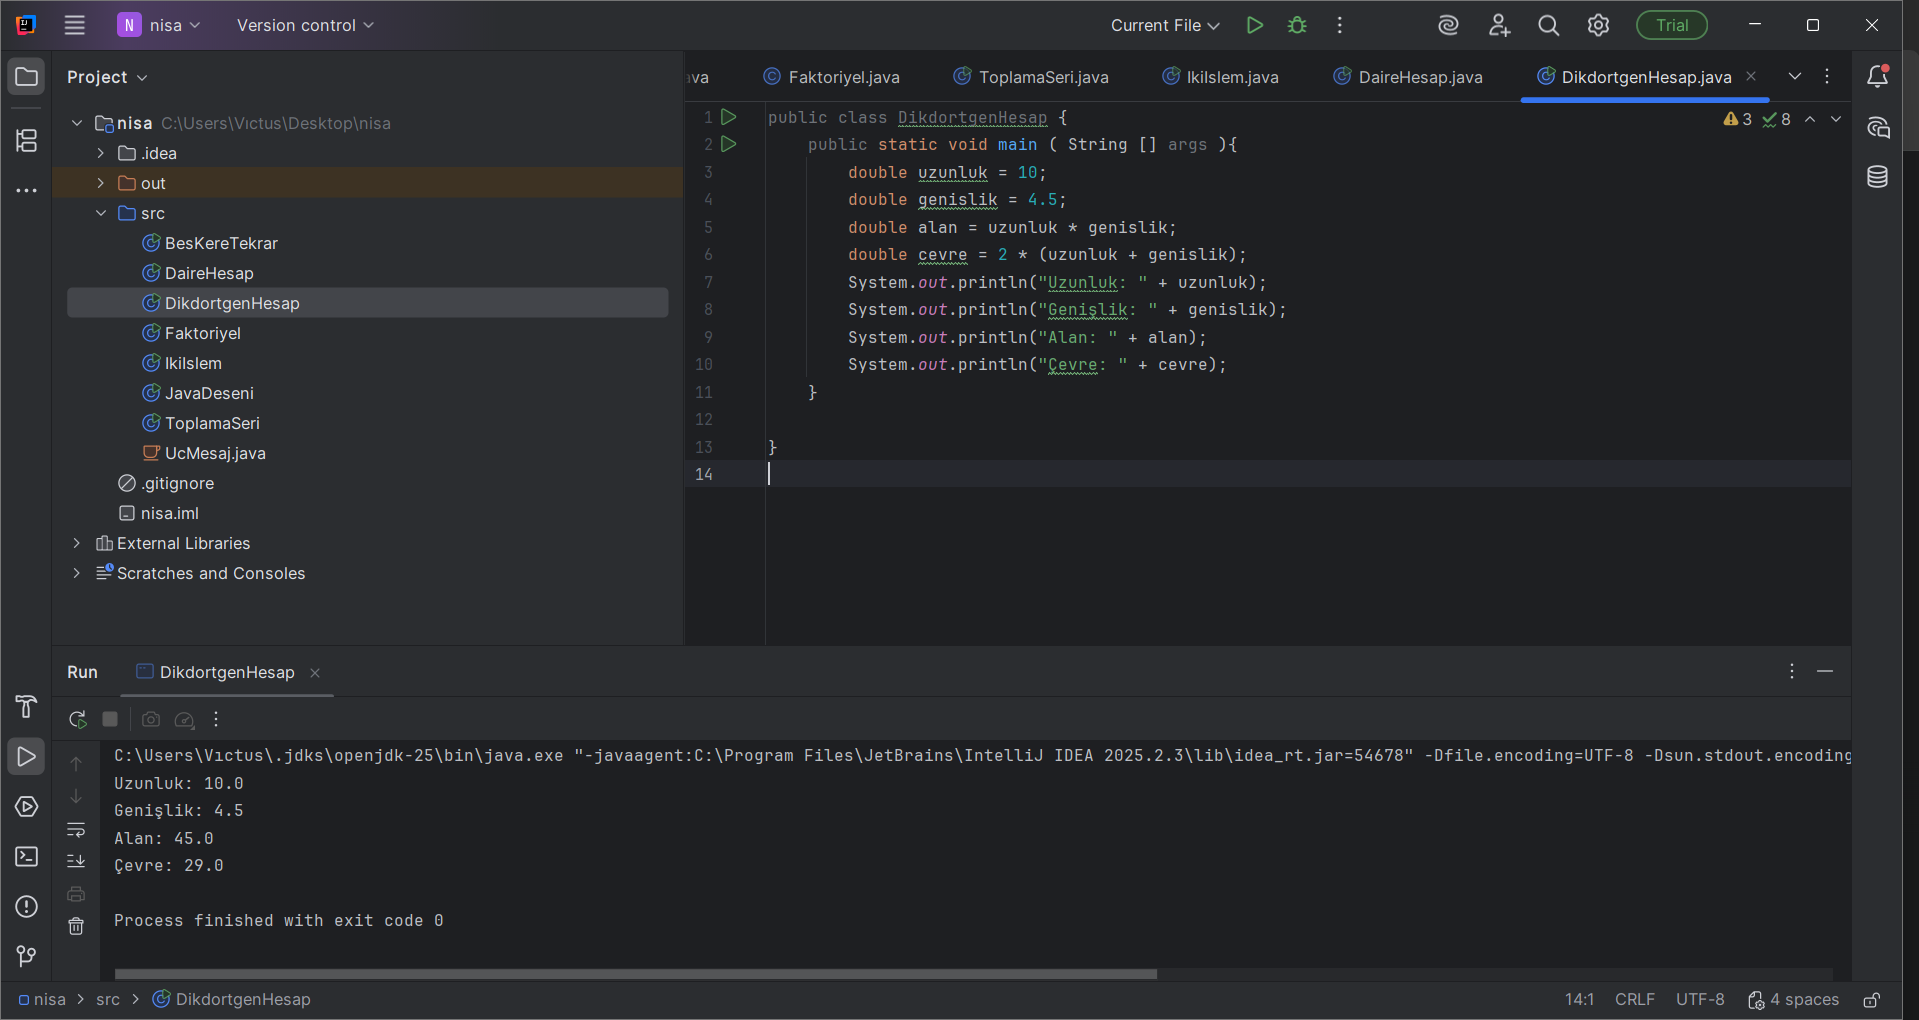 N nisa
Version control
Current File
Trial
Project
ava
Faktoriyel.java
ToplamaSeri.java
IkiIslem.java
DaireHesap.java
DikdortgenHesap.java
nisa C:\Users\Vıctus\Desktop\nisa
.idea
out
src
BesKereTekrar
DaireHesap
DikdortgenHesap
Faktoriyel
IkiIslem
JavaDeseni
ToplamaSeri
UcMesaj.java
.gitignore
nisa.iml
External Libraries
Scratches and Consoles
3 8
1 public class DikdortgenHesap {
2 public static void main ( String [] args ){
3 double uzunluk = 10;
4 double genislik = 4.5;
5 double alan = uzunluk * genislik;
6 double cevre = 2 * (uzunluk + genislik);
7 System.out.println("Uzunluk: " + uzunluk);
8 System.out.println("Genişlik: " + genislik);
9 System.out.println("Alan: " + alan);
10 System.out.println("Çevre: " + cevre);
11 }
12
13 }
14
Run
DikdortgenHesap
C:\Users\Vıctus\.jdks\openjdk-25\bin\java.exe "-javaagent:C:\Program Files\JetBrains\IntelliJ IDEA 2025.2.3\lib\idea_rt.jar=54678" -Dfile.encoding=UTF-8 -Dsun.stdout.encoding
Uzunluk: 10.0
Genişlik: 4.5
Alan: 45.0
Çevre: 29.0
Process finished with exit code 0
nisa > src > DikdortgenHesap
14:1 CRLF UTF-8 4 spaces